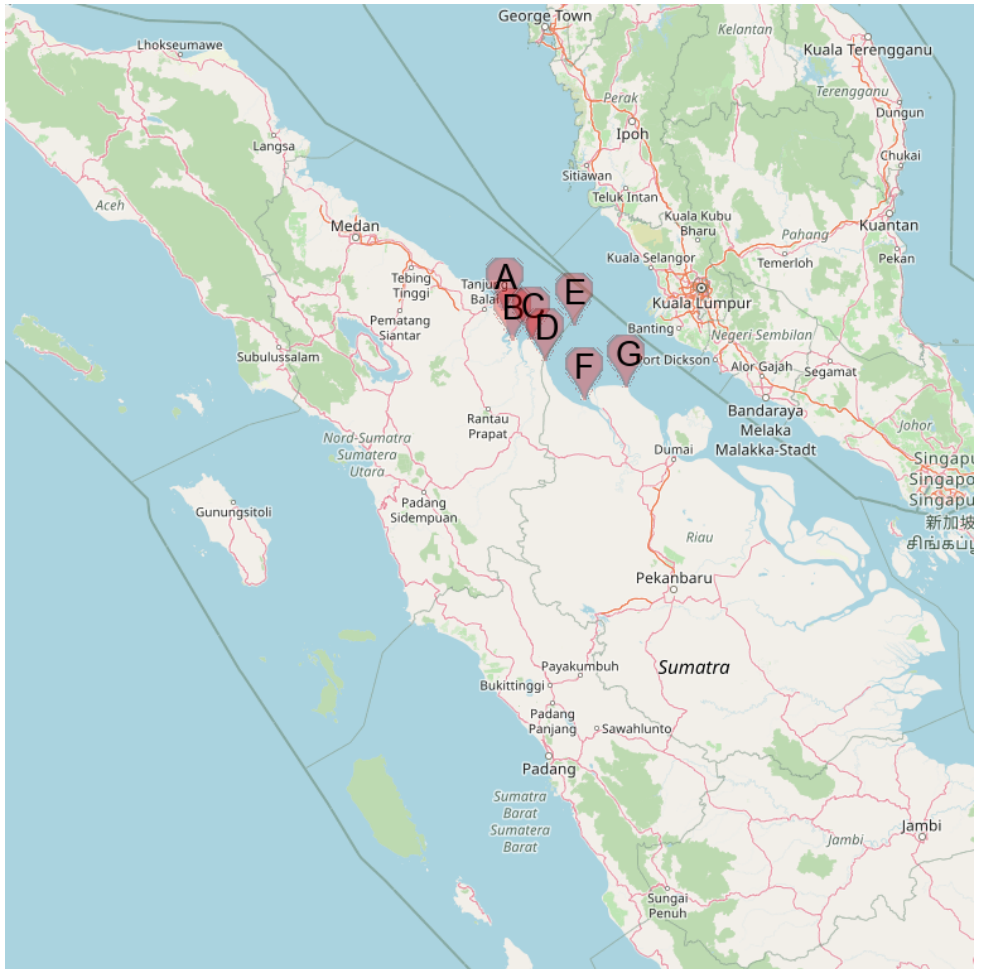 George Town
Kelantan
Lhokseumawe
Kuala Terengganu
Terengganu
Perak
Dungun
Ipoh
Langsa
Chukai
Sitiawan
Teluk Intan
Aceh
Kuala Kubu
Bharu
Pahang
Kuantan
Medan
Kuala Selangor
Temerloh
Pekan
Tebing
Tinggi
A
Tanjung
Balai
B
C
D
E
F
G
Kuala Lumpur
Pematang
Siantar
Banting
Negeri Sembilan
Subulussalam
ort Dickson
Alor Gajah
Segamat
Bandaraya
Melaka
Malakka-Stadt
Johor
Rantau
Prapat
Nord-Sumatra
Sumatera
Utara
Dumai
Singapu
Singapo
Singapu
新加坡
சிங்கப்பூ
Gunungsitoli
Padang
Sidempuan
Riau
Pekanbaru
Payakumbuh
Sumatra
Bukittinggi
Padang
Panjang
Sawahlunto
Padang
Sumatra
Barat
Sumatera
Barat
Jambi
Jambi
Sungai
Penuh